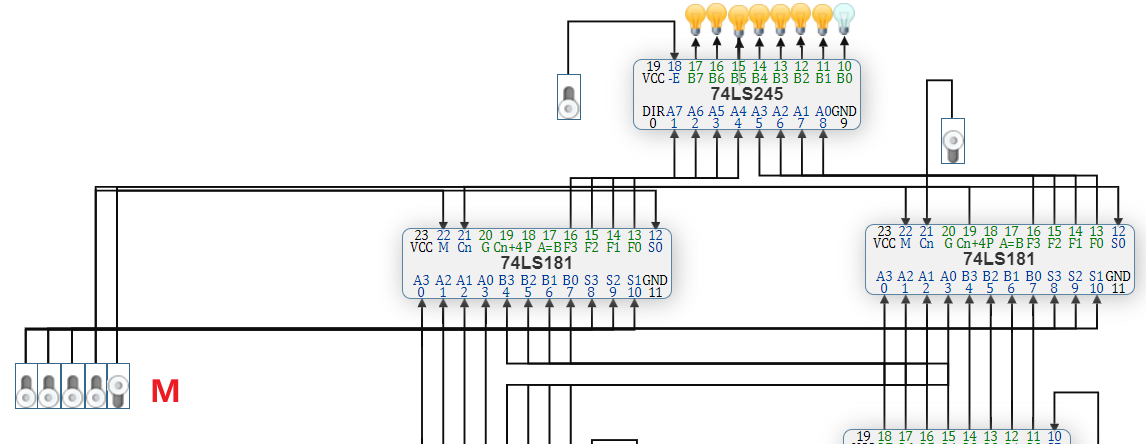 19 18 17 16 15 14 13 12 11 10
VCC -E B7 B6 B5 B4 B3 B2 B1 B0
74LS245
DIR A7 A6 A5 A4 A3 A2 A1 A0 GND
0 1 2 3 4 5 6 7 8 9
23 22 21 20 19 18 17 16 15 14 13 12
VCC M Cn G Cn+4 P A=B F3 F2 F1 F0 S0
74LS181
A3 A2 A1 A0 B3 B2 B1 B0 S3 S2 S1 GND
0 1 2 3 4 5 6 7 8 9 10 11
23 22 21 20 19 18 17 16 15 14 13 12
VCC M Cn G Cn+4 P A=B F3 F2 F1 F0 S0
74LS181
A3 A2 A1 A0 B3 B2 B1 B0 S3 S2 S1 GND
0 1 2 3 4 5 6 7 8 9 10 11
M
19 18 17 16 15 14 13 12 11 10